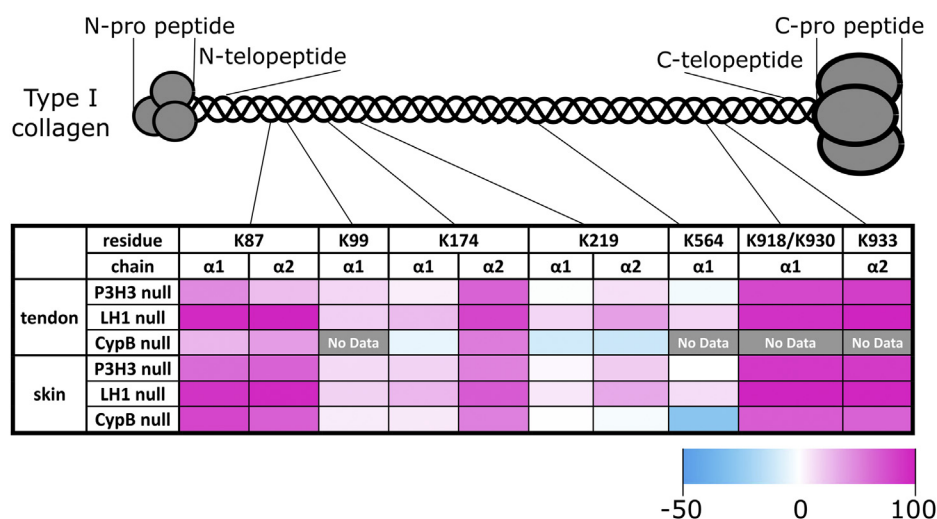 N-pro peptide
C-pro peptide
N-telopeptide
C-telopeptide
Type I
collagen
residue K87 K99 K174 K219 K564 K918/K930 K933
chain α1 α2 α1 α1 α2 α1 α2 α1 α1 α2
tendon
P3H3 null
LH1 null
CypB null No Data No Data No Data No Data
skin
P3H3 null
LH1 null
CypB null
-50 0 100